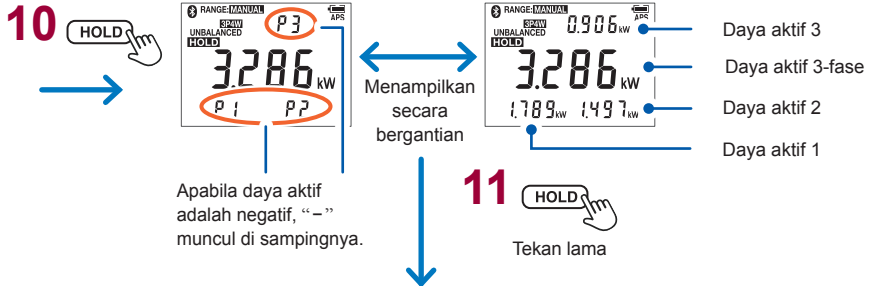 10
HOLD
RANGE: MANUAL
APS
3P4W
UNBALANCED
P3
HOLD
3.286 kW
P1 P2
Apabila daya aktif
adalah negatif, “−”
muncul di sampingnya.
Menampilkan
secara
bergantian
RANGE: MANUAL
APS
3P4W
UNBALANCED
0.906 kW
HOLD
3.286 kW
1.789 kW 1.497 kW
Daya aktif 3
Daya aktif 3-fase
Daya aktif 2
Daya aktif 1
11
HOLD
Tekan lama